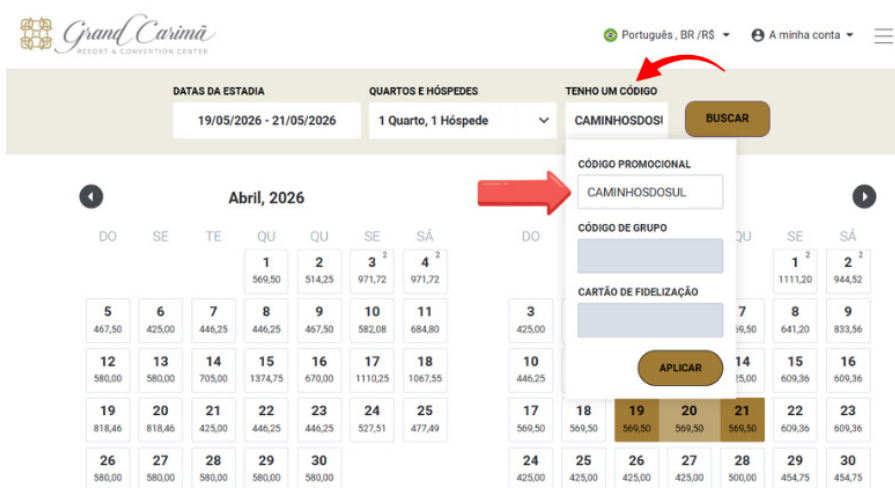 Grand Carimã
RESORT & CONVENTION CENTER
Português , BR /R$
A minha conta
DATAS DA ESTADIA
QUARTOS E HÓSPEDES
TENHO UM CÓDIGO
19/05/2026 - 21/05/2026
1 Quarto, 1 Hóspede
CAMINHOSDOSU
BUSCAR
CÓDIGO PROMOCIONAL
CAMINHOSDOSUL
CÓDIGO DE GRUPO
CARTÃO DE FIDELIZAÇÃO
APLICAR
Abril, 2026
DO SE TE QU QU SE SÁ
1 2 3 2 4 2
569,50 514,25 971,72 971,72
5 6 7 8 9 10 11
467,50 425,00 446,25 446,25 467,50 582,08 684,80
12 13 14 15 16 17 18
580,00 580,00 705,00 1374,75 670,00 1110,25 1067,55
19 20 21 22 23 24 25
818,46 818,46 425,00 446,25 446,25 527,51 477,49
26 27 28 29 30
580,00 580,00 580,00 580,00 580,00
DO QU SE SÁ
1 2 2 2
1111,20 944,52
3 7 8 9
425,00 641,20 833,56
10 14 15 16
446,25 609,36 609,36
17 18 19 20 21 22 23
569,50 569,50 569,50 569,50 569,50 609,36 609,36
24 25 26 27 28 29 30
425,00 425,00 425,00 425,00 500,00 454,75 454,75